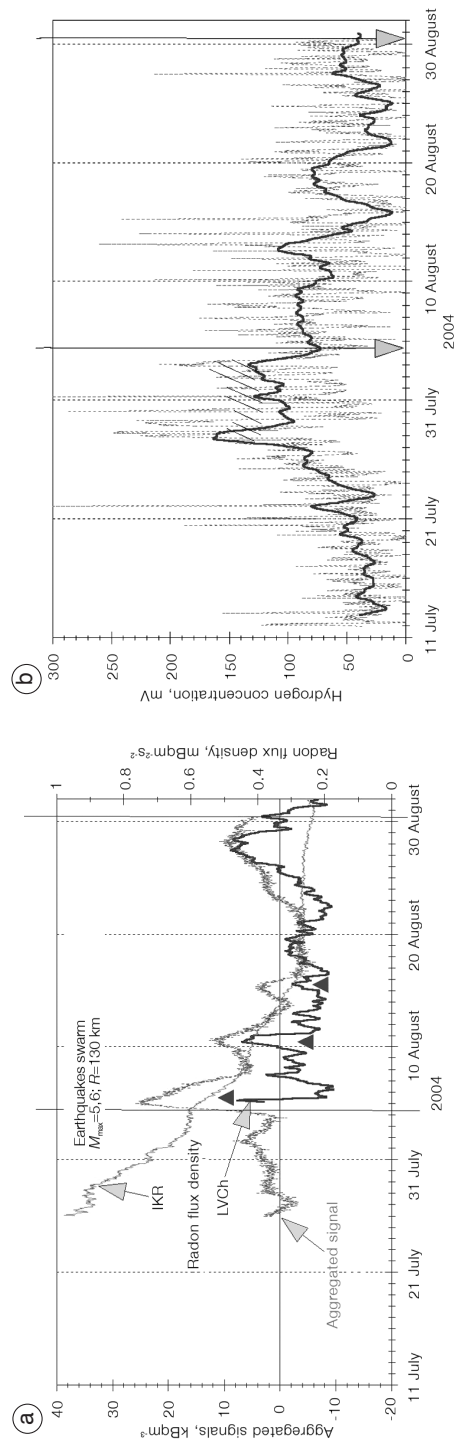 a
Aggregated signals, kBqm-3
40
30
20
10
0
-10
-20
Earthquakes swarm
Mmax=5,6; R=130 km
IKR
Radon flux density
LVCh
Aggregated signal
1
0.8
0.6
0.4
0.2
0
Radon flux density, mBqm-2s-2
11 July
21 July
31 July
10 August
20 August
30 August
2004
b
Hydrogen concentration, mV
300
250
200
150
100
50
0
11 July
21 July
31 July
10 August
20 August
30 August
2004